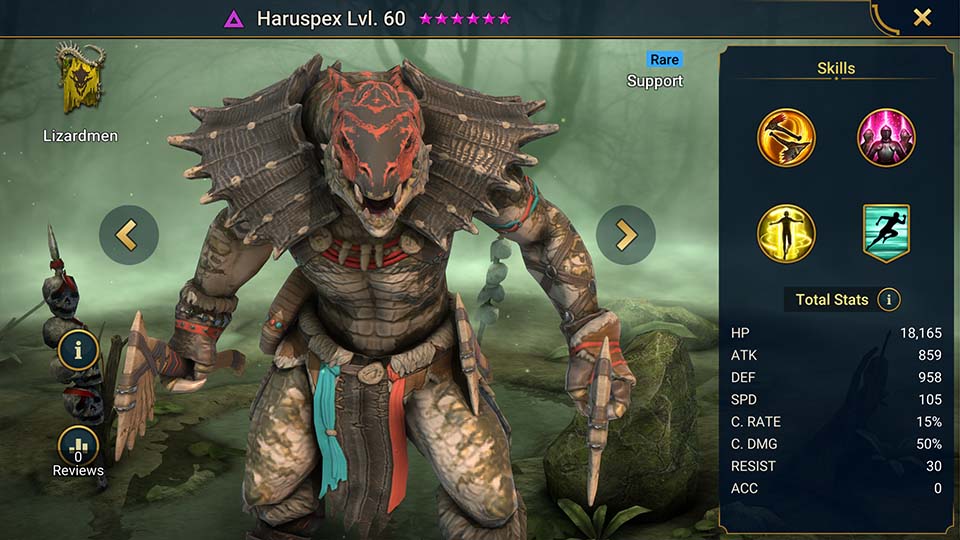 Haruspex Lvl. 60
Lizardmen
Rare
Support
Skills
Total Stats i
HP 18,165
ATK 859
DEF 958
SPD 105
C. RATE 15%
C. DMG 50%
RESIST 30
ACC 0
i
0
Reviews